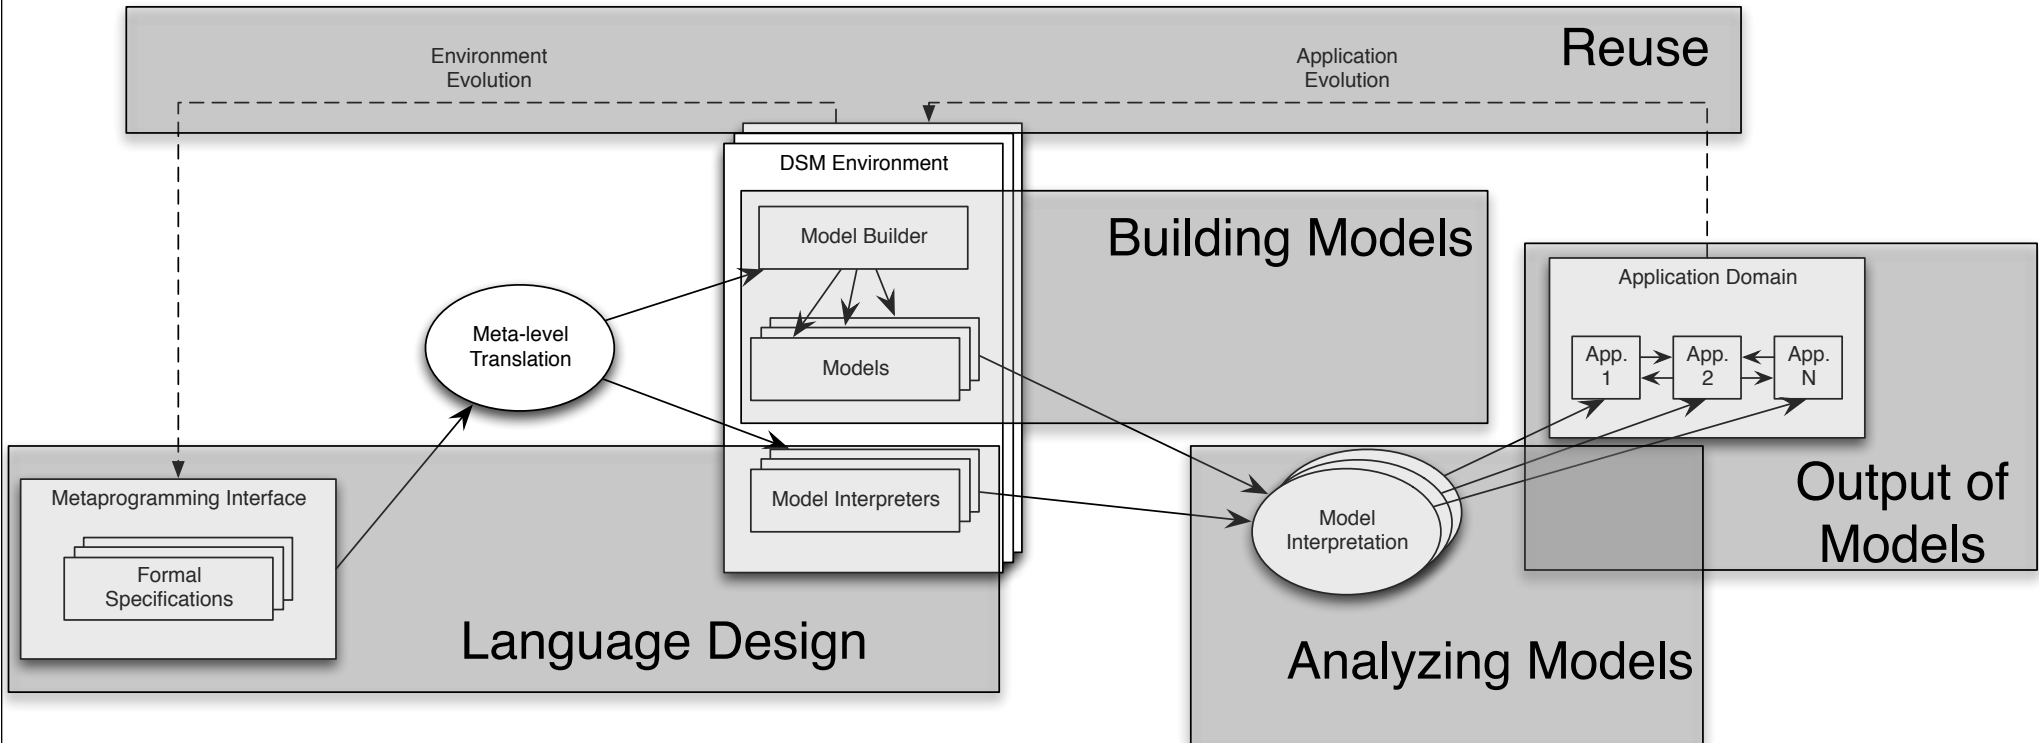 Reuse
Environment
Evolution
Application
Evolution
DSM Environment
Model Builder
Building Models
Application Domain
Meta-level
Translation
Models
App.
1
App.
2
App.
N
Metaprogramming Interface
Model Interpreters
Output of
Models
Model
Interpretation
Formal
Specifications
Language Design
Analyzing Models